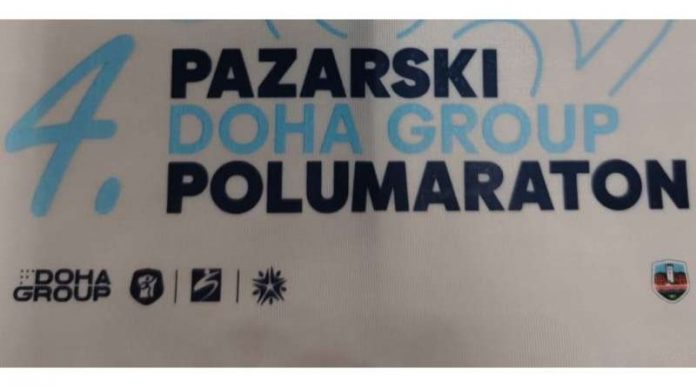 4. PAZARSKI
DOHA GROUP
POLUMARATON
DOHA
GROUP